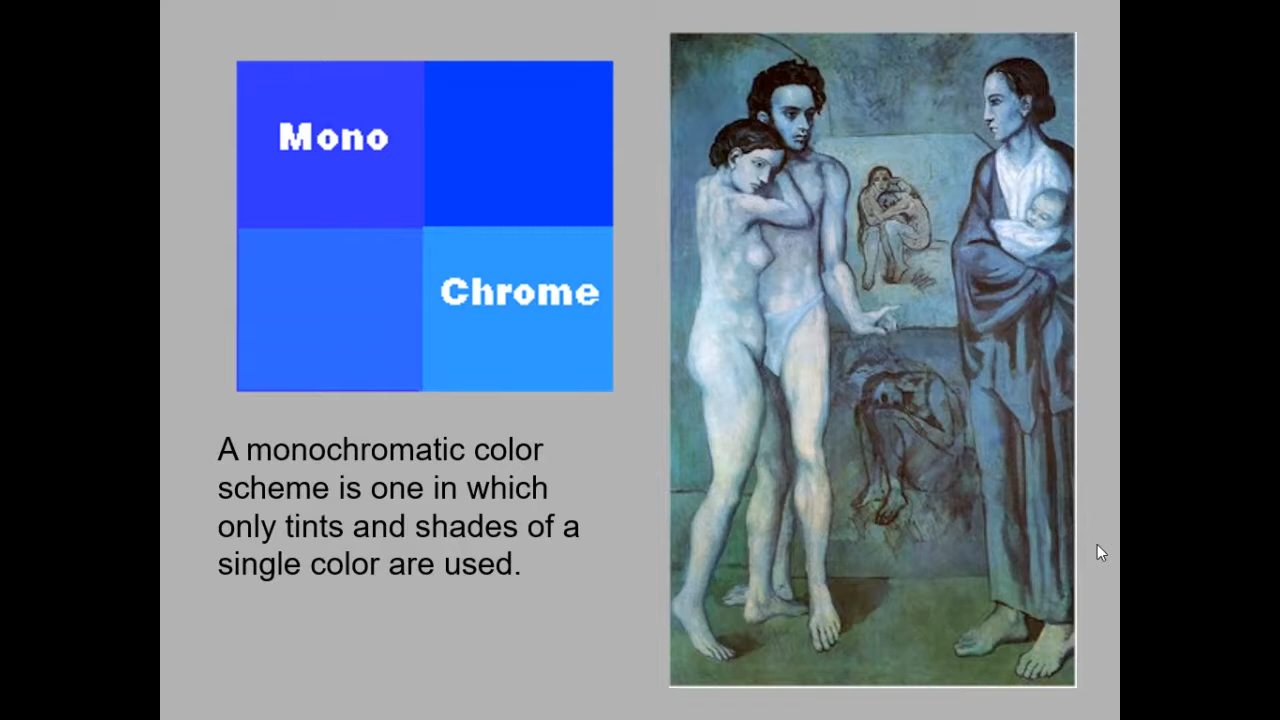 Mono
Chrome
A monochromatic color
scheme is one in which
only tints and shades of a
single color are used.